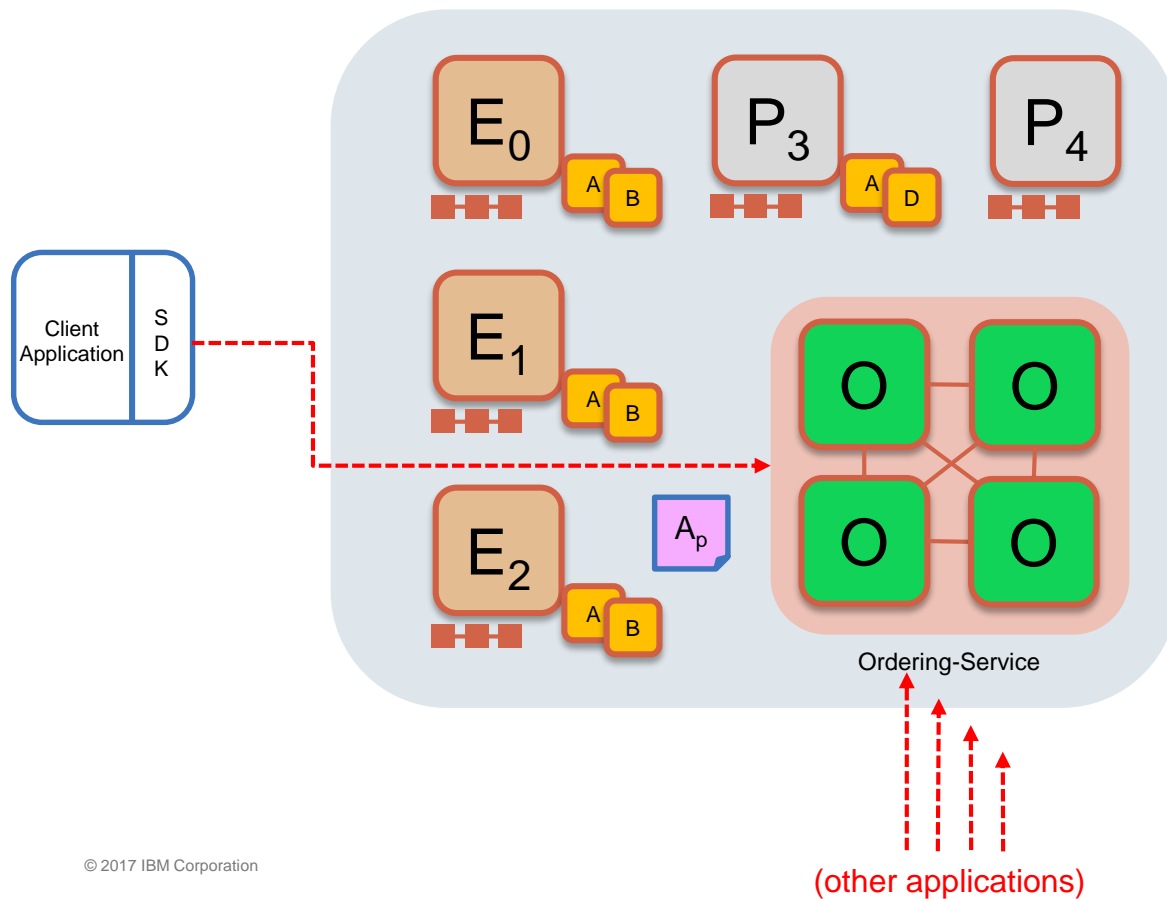 E0
A
B
P3
A
D
P4
Client
Application
S
D
K
E1
A
B
E2
A
B
Ap
O
O
O
O
Ordering-Service
(other applications)
© 2017 IBM Corporation